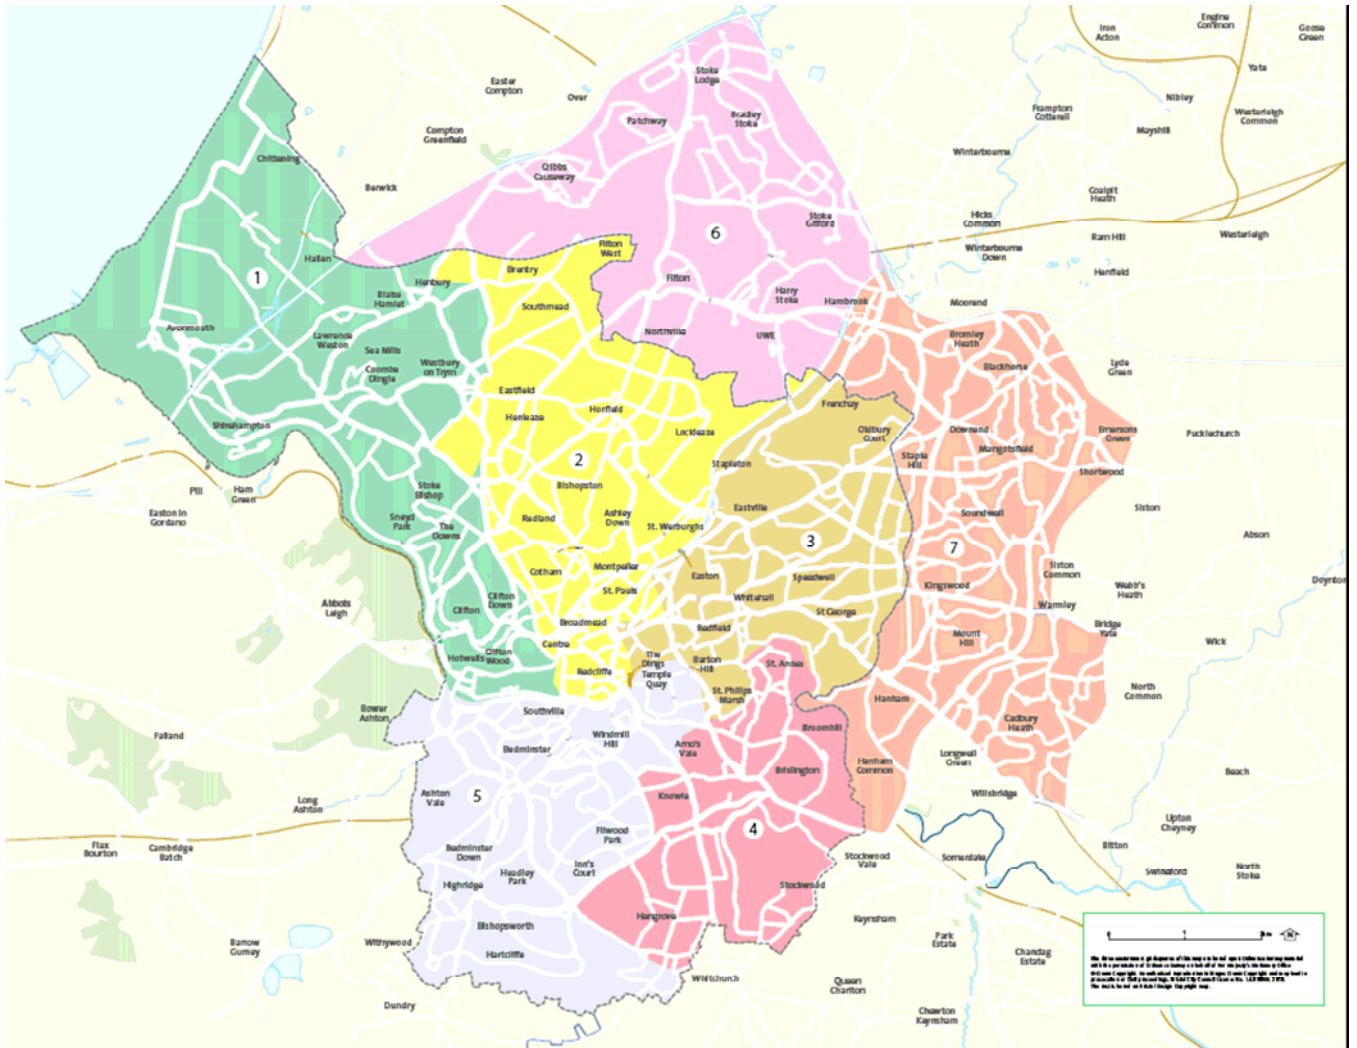 Engine
Common
Iron
Acton
Goose
Green
Stoke
Lodge
Yate
Easter
Compton
Over
Nibley
Frampton
Cotterell
Westerleigh
Common
Bradley
Stoke
Patchway
Mayshill
Compton
Greenfield
Winterbourne
Chittening
Cribbs
Causeway
Berwick
Coalpit
Heath
Stoke
Gifford
Hicks
Common
6
Ram Hill
Westerleigh
Filton
West
Winterbourne
Down
Hallen
Brentry
Henfield
1
Filton
Henbury
Blaise
Hamlet
Harry
Stoke
Hambrook
Moorend
Southmead
Avonmouth
Northville
UWE
Lawrence
Weston
Bromley
Heath
Sea Mills
Westbury
on Trym
Coombe
Dingle
Blackhorse
Lyde
Green
Eastfield
Frenchay
Henleaze
Horfield
Shirehampton
Lockleaze
Oldbury
Court
Downend
Emersons
Green
Pucklechurch
Mangotsfield
2
Stapleton
Staple
Hill
Shortwood
Pill
Ham
Green
Stoke
Bishop
Bishopston
Easton in
Gordano
Sneyd
Park
The
Downs
Redland
Ashley
Down
St. Werburghs
Eastville
Soundwell
Siston
Abson
3
7
Cotham
Montpelier
Easton
Speedwell
Siston
Common
Kingswood
Webb's
Heath
Doynton
St. Pauls
Whitehall
Abbots
Leigh
Clifton
Clifton
Down
St George
Warmley
Broadmead
Redfield
Mount
Hill
Bridge
Yate
Wick
Centre
Hotwells
Clifton
Wood
The
Dings
Temple
Quay
Barton
Hill
St. Annes
Redcliffe
St. Phillips
Marsh
Hanham
North
Common
Bower
Ashton
Southville
Cadbury
Heath
Failand
Windmill
Hill
Broomhill
Bedminster
Arno's
Vale
Longwell
Green
Hanham
Common
Brislington
Beach
Ashton
Vale
5
Knowle
Willsbridge
Long
Ashton
4
Upton
Cheyney
Filwood
Park
Flax
Bourton
Cambridge
Batch
Bedminster
Down
Bitton
Stockwood
Vale
Somerdale
Inn's
Court
Headley
Park
Swineford
North
Stoke
Highridge
Stockwood
Hengrove
Keynsham
Bishopsworth
Park
Estate
Barrow
Gurney
Withywood
Hartcliffe
Chandag
Estate
Whitchurch
Queen
Charlton
Dundry
Chewton
Keynsham
0 1
N